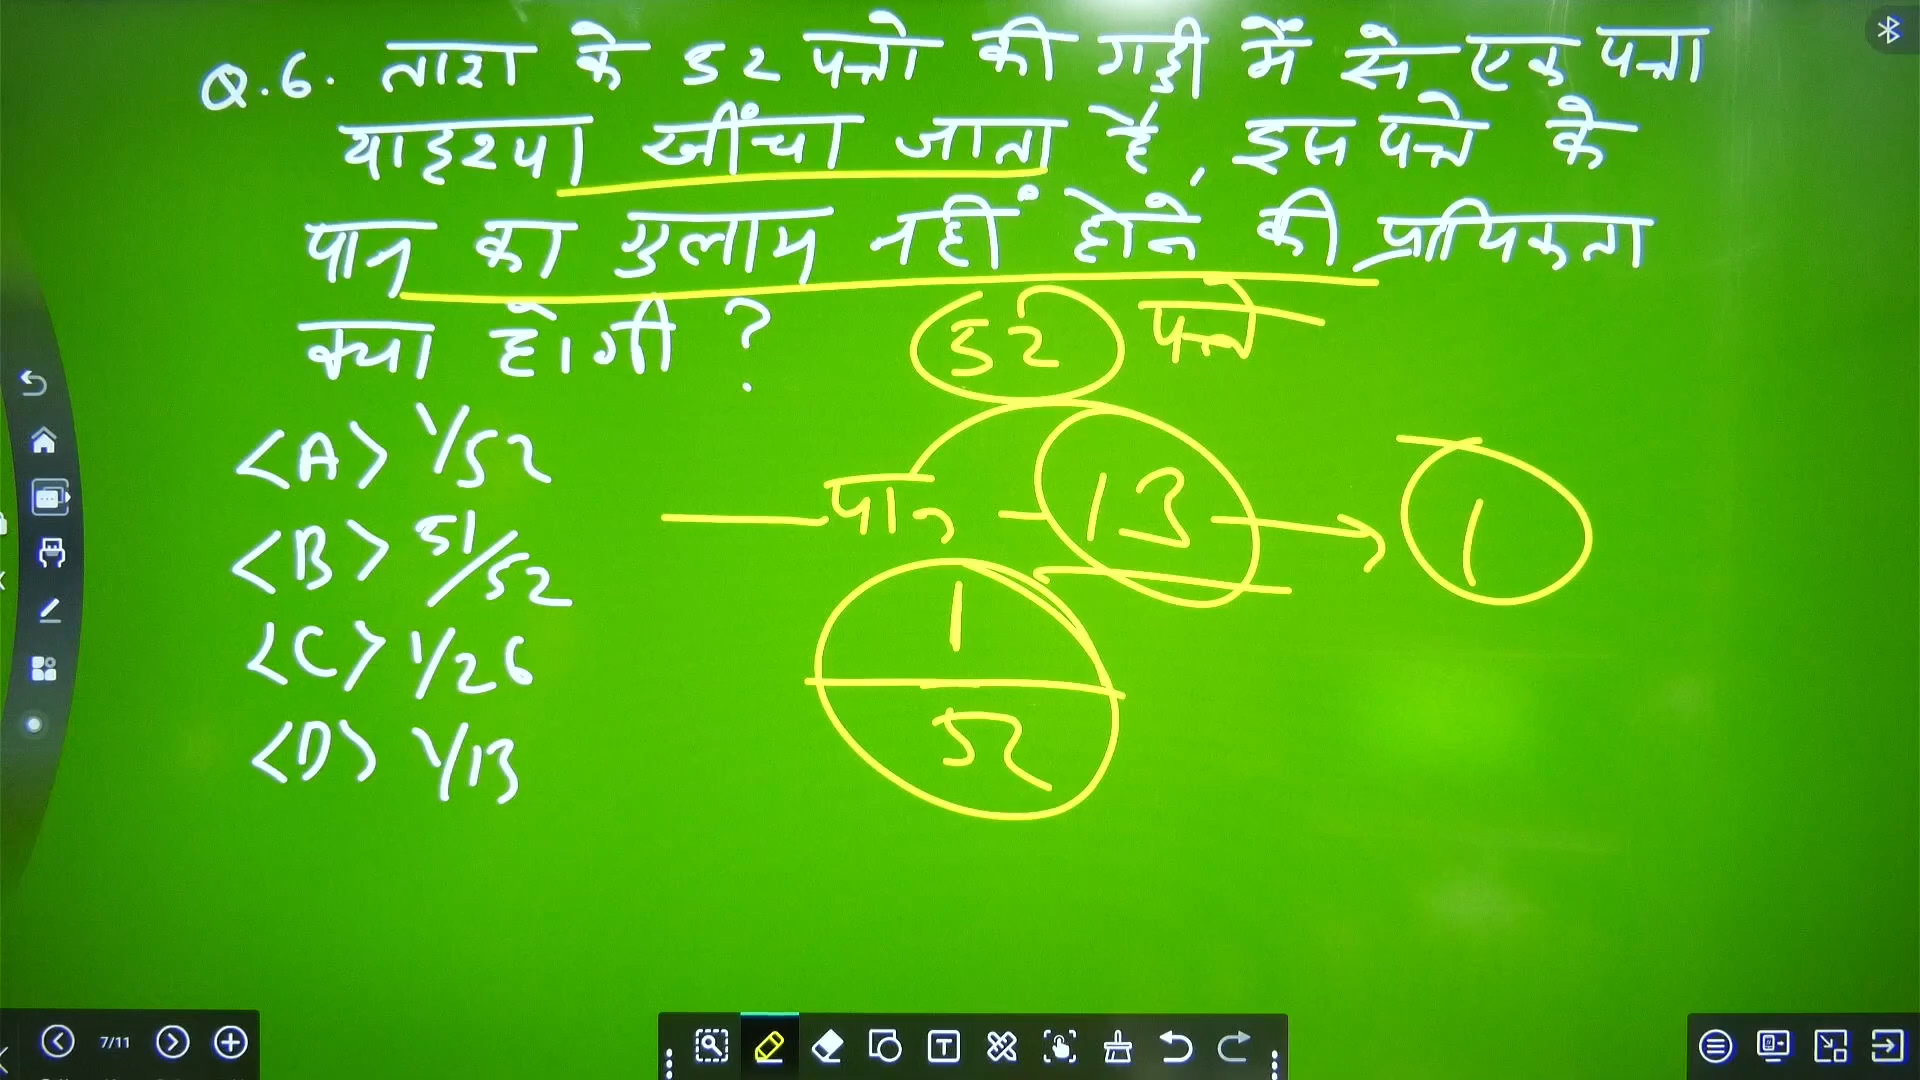 Q.6. ताश के 52 पत्तो की गड्डी में से एक पत्ता
यादृश्या खींचा जाता है, इस पत्ते के
पान का गुलाम नहीं होने की प्रायिकता
क्या होगी ?
52 पत्ते
<A> 1/52
पान - 13 → 1
<B> 51/52
<C> 1/26
1
52
<D> 1/13
7/11
T